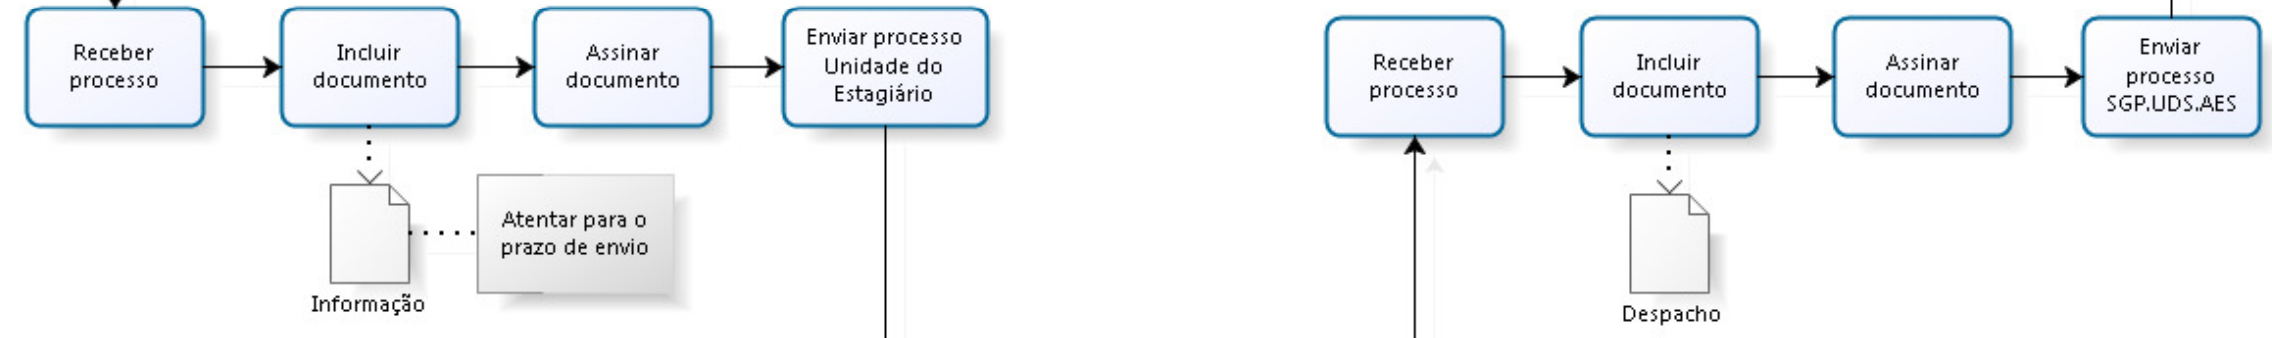 Receber
processo
Incluir
documento
Assinar
documento
Enviar processo
Unidade do
Estagiário
Atentar para o
prazo de envio
Informação
Receber
processo
Incluir
documento
Assinar
documento
Enviar
processo
SGP.UDS.AES
Despacho